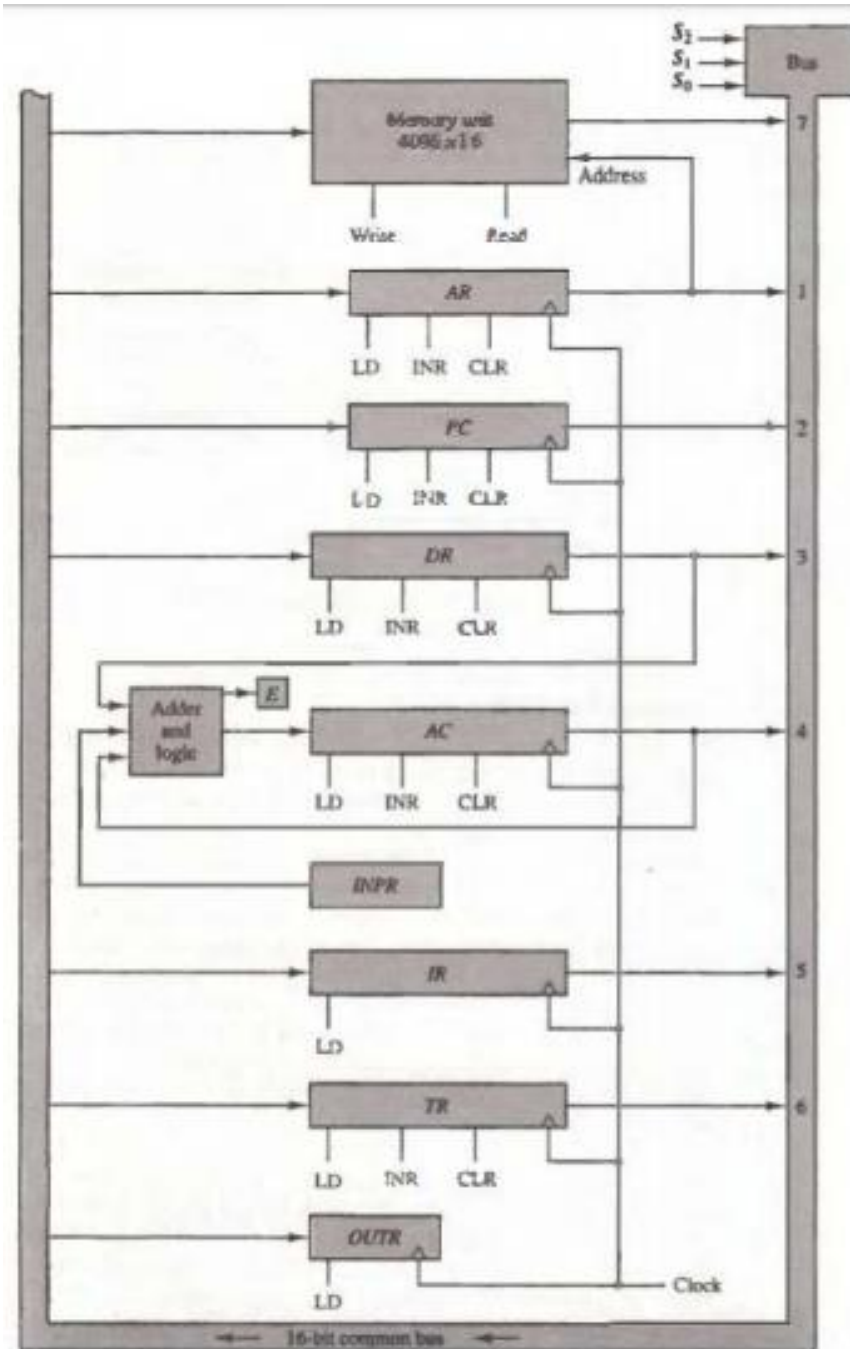 S2
S1
S0
Bus
Memory unit
4096 x 16
7
Address
Write
Read
AR
1
LD INR CLR
PC
2
LD INR CLR
DR
3
LD INR CLR
Adder
and
logic
E
AC
4
LD INR CLR
INPR
IR
5
LD
TR
6
LD INR CLR
OUTR
LD
Clock
16-bit common bus